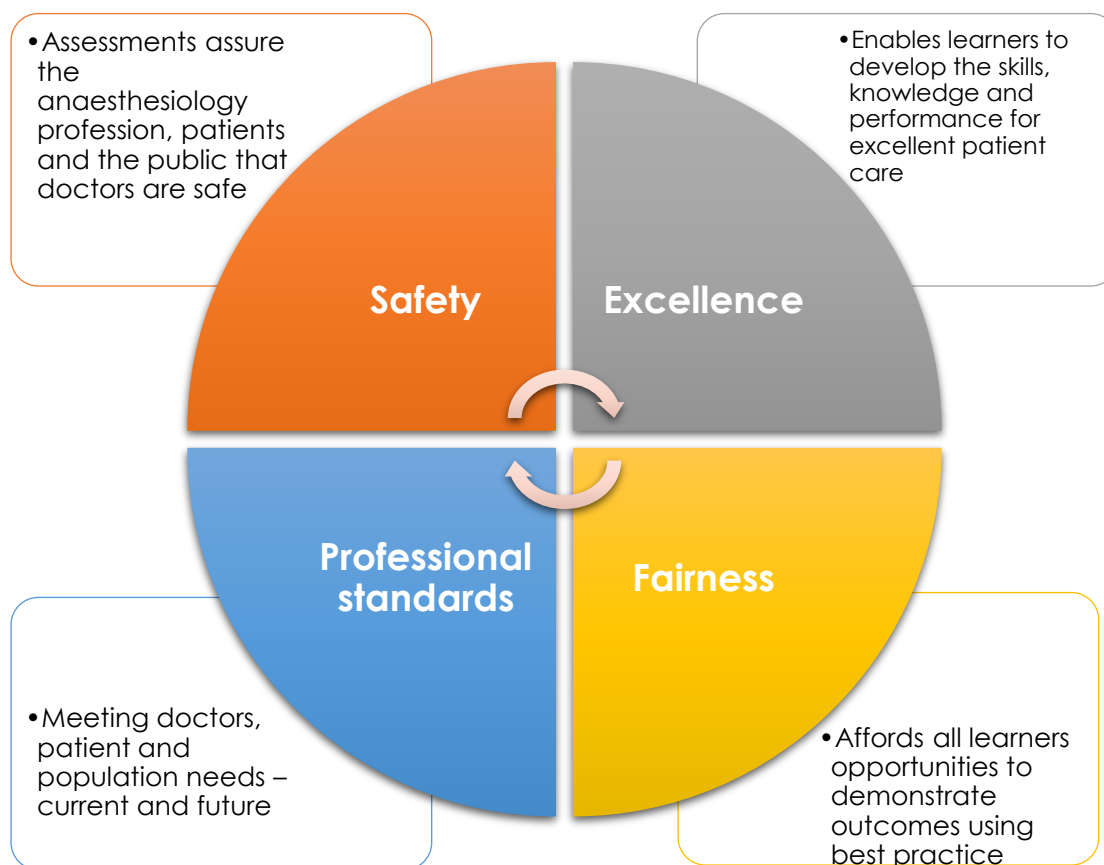 •Assessments assure
the
anaesthesiology
profession, patients
and the public that
doctors are safe
•Enables learners to
develop the skills,
knowledge and
performance for
excellent patient
care
Safety
Excellence
Professional
standards
Fairness
•Meeting doctors,
patient and
population needs –
current and future
•Affords all learners
opportunities to
demonstrate
outcomes using
best practice